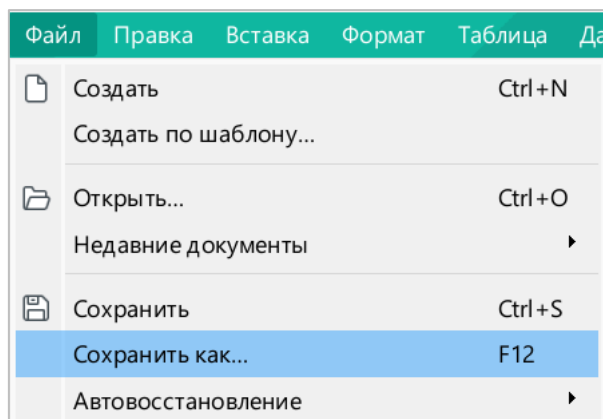 Файл Правка Вставка Формат Таблица
Создать Ctrl+N
Создать по шаблону...
Открыть... Ctrl+O
Недавние документы
Сохранить Ctrl+S
Сохранить как... F12
Автовосстановление